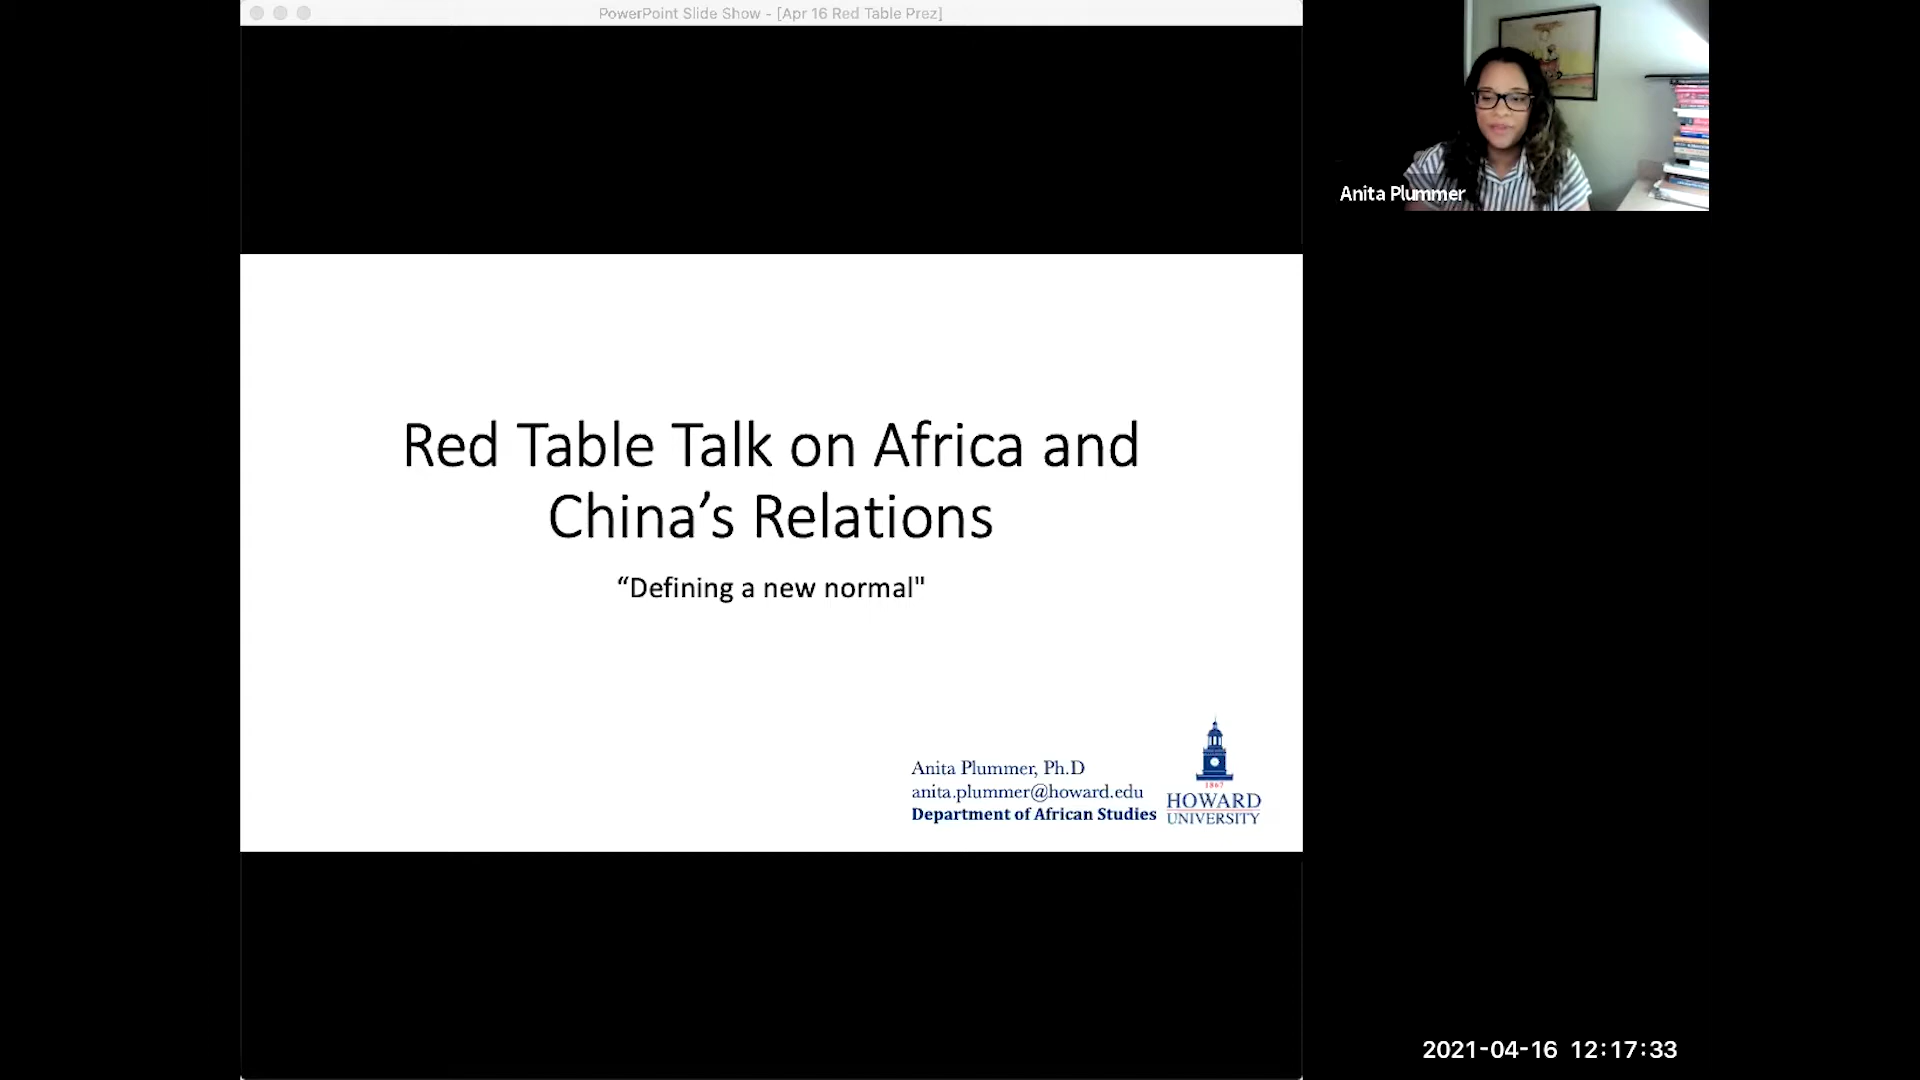 PowerPoint Slide Show - [Apr 16 Red Table Prez]
Anita Plummer
Red Table Talk on Africa and
China’s Relations
“Defining a new normal"
Anita Plummer, Ph.D
anita.plummer@howard.edu
Department of African Studies
1867
HOWARD
UNIVERSITY
2021-04-16 12:17:33